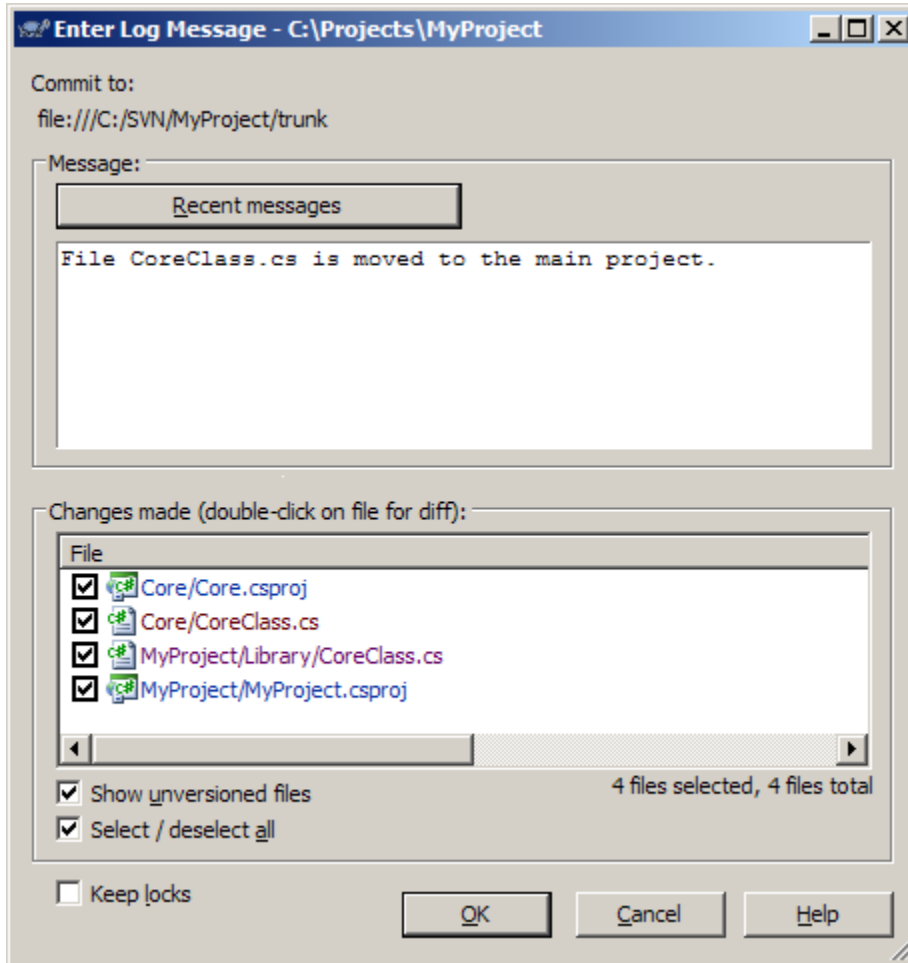 Enter Log Message - C:\Projects\MyProject
Commit to:
file:///C:/SVN/MyProject/trunk
Message:
Recent messages
File CoreClass.cs is moved to the main project.
Changes made (double-click on file for diff):
File
Core/Core.csproj
Core/CoreClass.cs
MyProject/Library/CoreClass.cs
MyProject/MyProject.csproj
Show unversioned files
4 files selected, 4 files total
Select / deselect all
Keep locks
OK
Cancel
Help